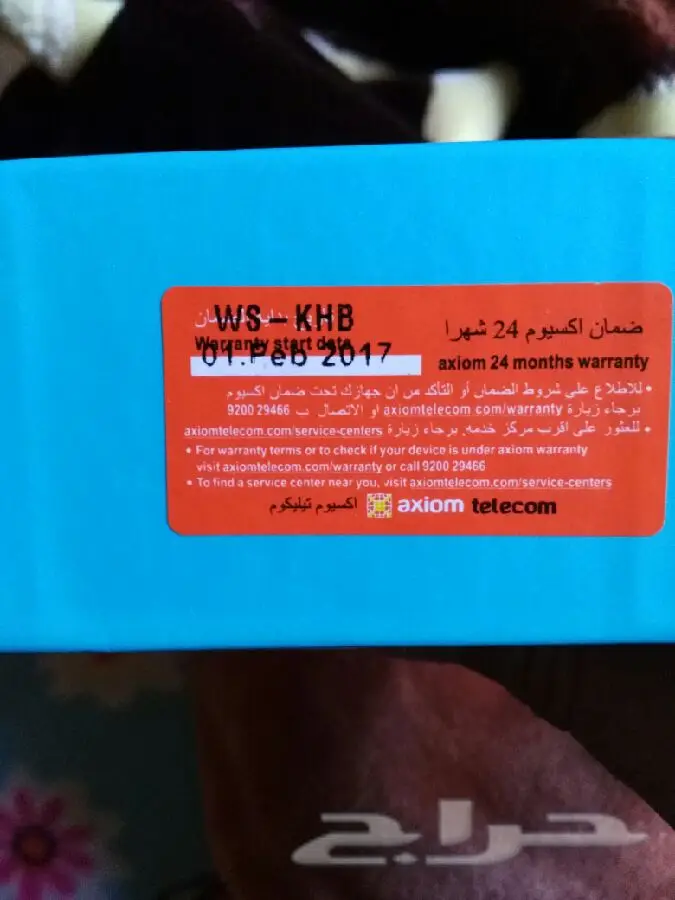 WS-KHB
تاريخ بداية الضمان
Warranty start date
01.Feb 2017
ضمان اكسيوم 24 شهرا
axiom 24 months warranty
• للاطلاع على شروط الضمان أو التأكد من ان جهازك تحت ضمان اكسيوم
برجاء زيارة axiomtelecom.com/warranty او الاتصال ب 9200 29466
• للعثور على اقرب مركز خدمه، برجاء زيارة axiomtelecom.com/service-centers
• For warranty terms or to check if your device is under axiom warranty
visit axiomtelecom.com/warranty or call 9200 29466
• To find a service center near you, visit axiomtelecom.com/service-centers
اكسيوم تيليكوم axiom telecom
حراج